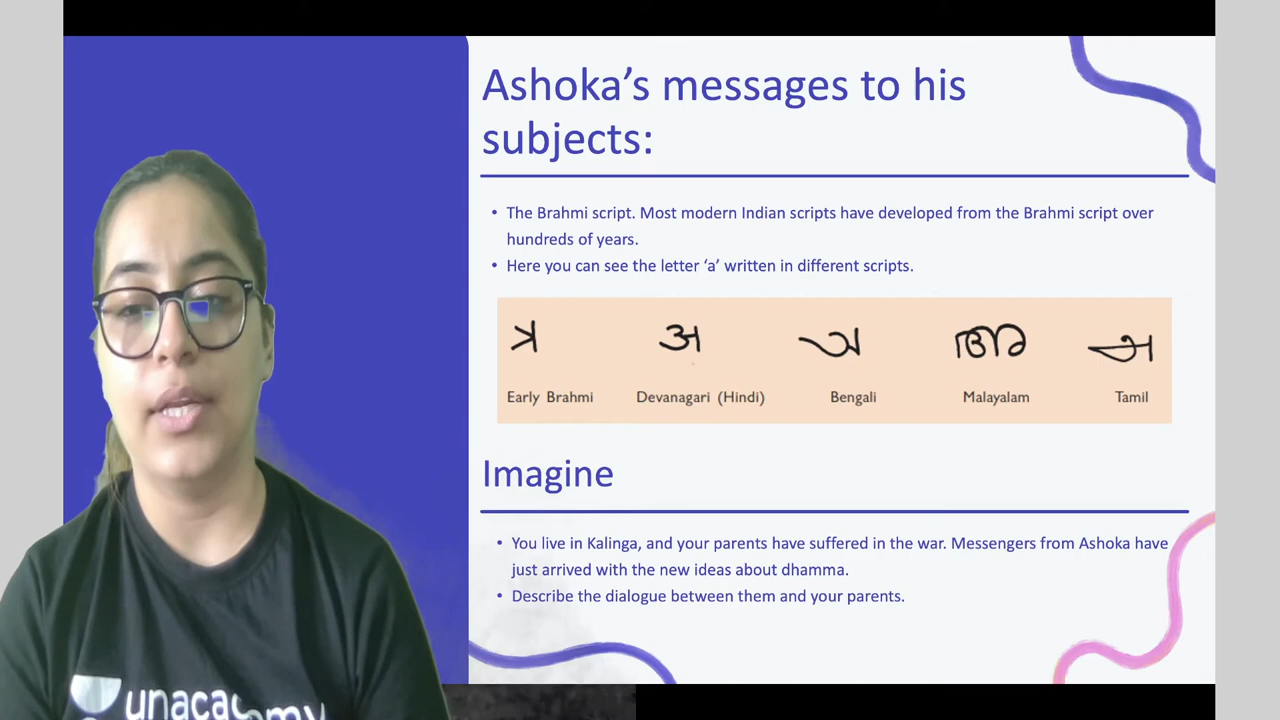 Ashoka’s messages to his
subjects:
• The Brahmi script. Most modern Indian scripts have developed from the Brahmi script over
hundreds of years.
• Here you can see the letter ‘a’ written in different scripts.
𑀅 अ অ അ அ
Early Brahmi Devanagari (Hindi) Bengali Malayalam Tamil
Imagine
• You live in Kalinga, and your parents have suffered in the war. Messengers from Ashoka have
just arrived with the new ideas about dhamma.
• Describe the dialogue between them and your parents.
unacademy